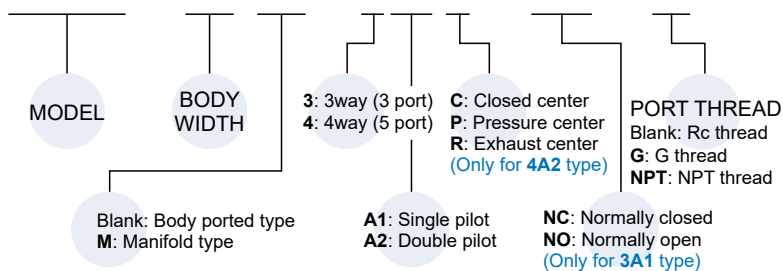 MODEL
BODY
WIDTH
3: 3way (3 port)
4: 4way (5 port)
C: Closed center
P: Pressure center
R: Exhaust center
(Only for 4A2 type)
PORT THREAD
Blank: Rc thread
G: G thread
NPT: NPT thread
Blank: Body ported type
M: Manifold type
A1: Single pilot
A2: Double pilot
NC: Normally closed
NO: Normally open
(Only for 3A1 type)